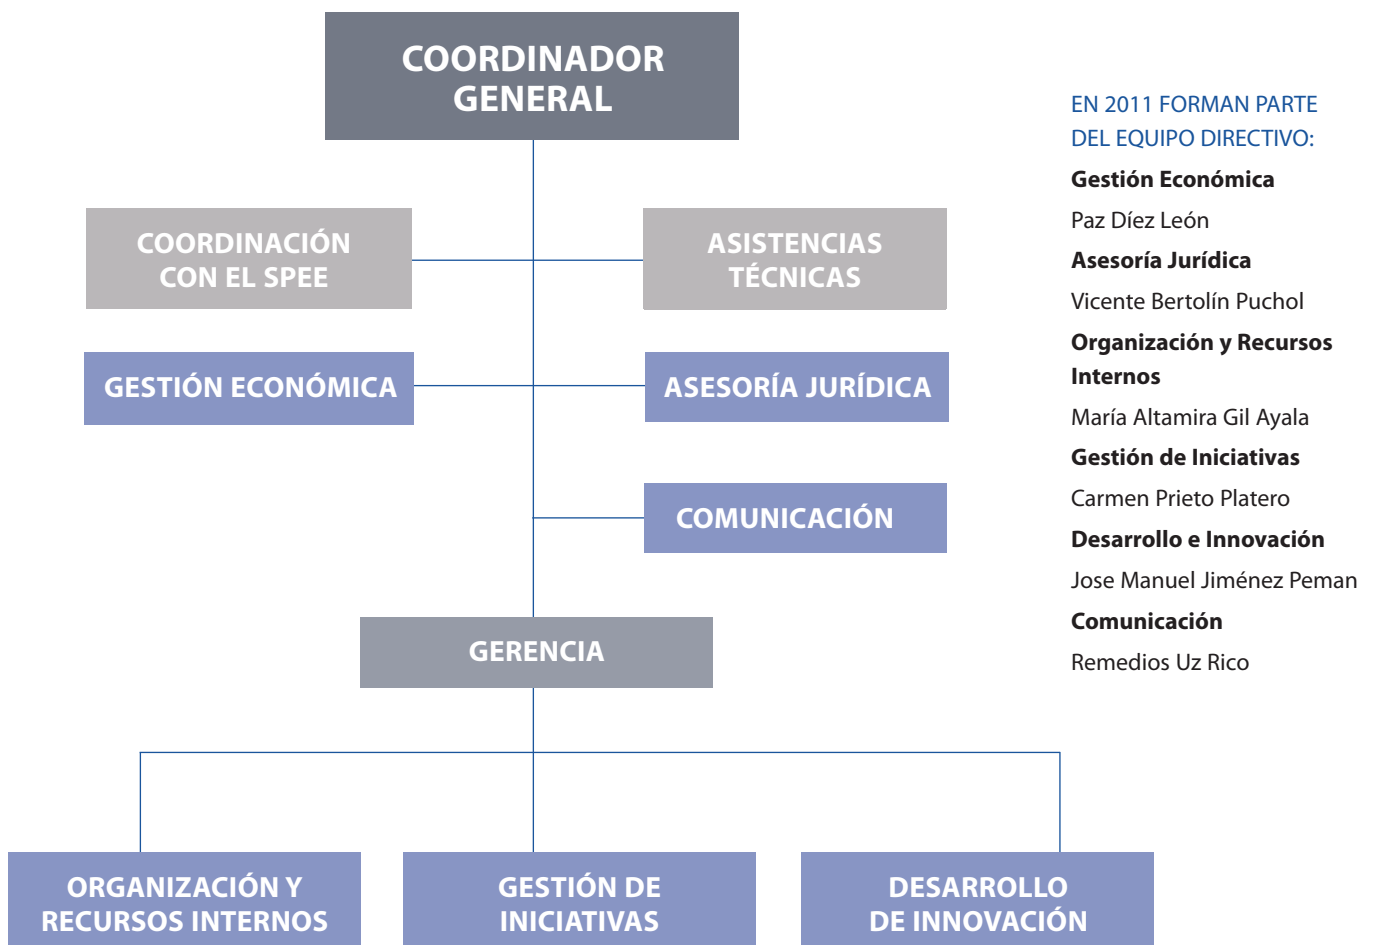 COORDINADOR
GENERAL
COORDINACIÓN
CON EL SPEE
ASISTENCIAS
TÉCNICAS
GESTIÓN ECONÓMICA
ASESORÍA JURÍDICA
COMUNICACIÓN
GERENCIA
ORGANIZACIÓN Y
RECURSOS INTERNOS
GESTIÓN DE
INICIATIVAS
DESARROLLO
DE INNOVACIÓN
EN 2011 FORMAN PARTE
DEL EQUIPO DIRECTIVO:
Gestión Económica
Paz Díez León
Asesoría Jurídica
Vicente Bertolín Puchol
Organización y Recursos
Internos
María Altamira Gil Ayala
Gestión de Iniciativas
Carmen Prieto Platero
Desarrollo e Innovación
Jose Manuel Jiménez Peman
Comunicación
Remedios Uz Rico